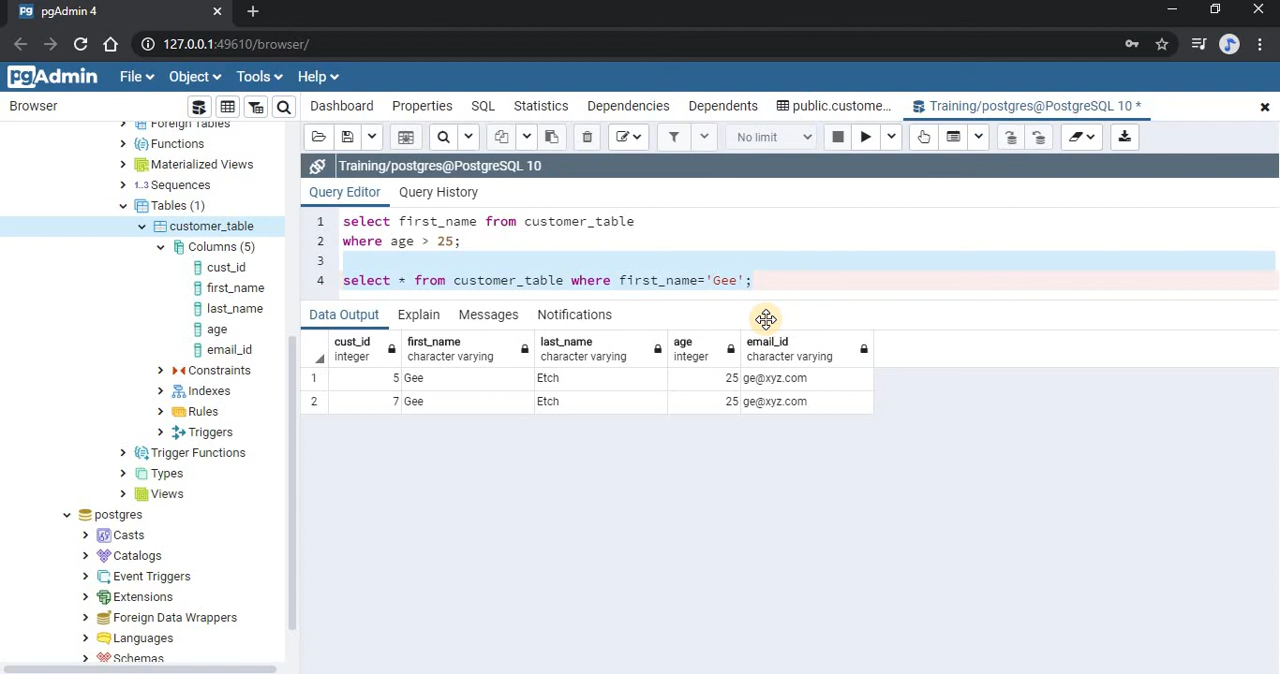 pgAdmin 4
127.0.0.1:49610/browser/
pgAdmin File Object Tools Help
Browser
Dashboard Properties SQL Statistics Dependencies Dependents public.custome... Training/postgres@PostgreSQL 10 *
Foreign Tables
Functions
Materialized Views
1..3 Sequences
Tables (1)
customer_table
Columns (5)
cust_id
first_name
last_name
age
email_id
Constraints
Indexes
Rules
Triggers
Trigger Functions
Types
Views
postgres
Casts
Catalogs
Event Triggers
Extensions
Foreign Data Wrappers
Languages
Schemas
No limit
Training/postgres@PostgreSQL 10
Query Editor Query History
1 select first_name from customer_table
2 where age > 25;
3
4 select * from customer_table where first_name='Gee';
Data Output Explain Messages Notifications
cust_id first_name last_name age email_id
integer character varying character varying integer character varying
1 5 Gee Etch 25 ge@xyz.com
2 7 Gee Etch 25 ge@xyz.com